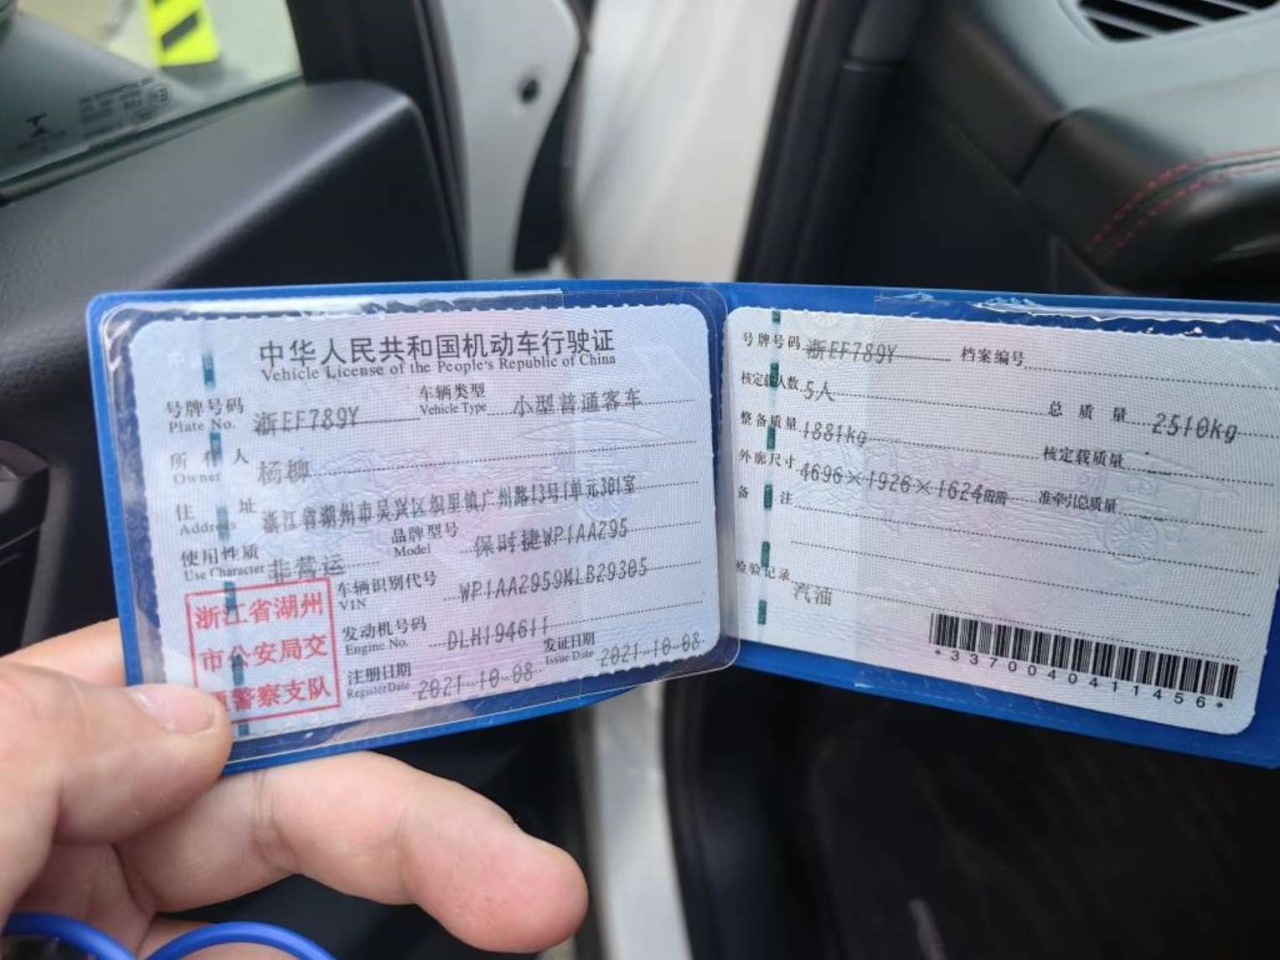 中华人民共和国机动车行驶证
Vehicle License of the People's Republic of China
号牌号码 浙EF789Y 车辆类型 小型普通客车
Plate No. Vehicle Type
所有人 杨柳
Owner
住址 浙江省湖州市吴兴区织里镇广州路13号1单元301室
Address
使用性质 非营运 品牌型号 保时捷WP1AA295
Use Character Model
车辆识别代号 WP1AA2959MLB29305
VIN
发动机号码 DLH194611
Engine No.
注册日期 2021-10-08 发证日期 2021-10-08
Register Date Issue Date
浙江省湖州
市公安局交
警察支队
号牌号码 浙EF789Y 档案编号
核定载人数 5人 总质量 2510kg
整备质量 1881kg 核定载质量
外廓尺寸 4696×1926×1624 准牵引总质量
备注
检验记录
汽油
*3370040411456*